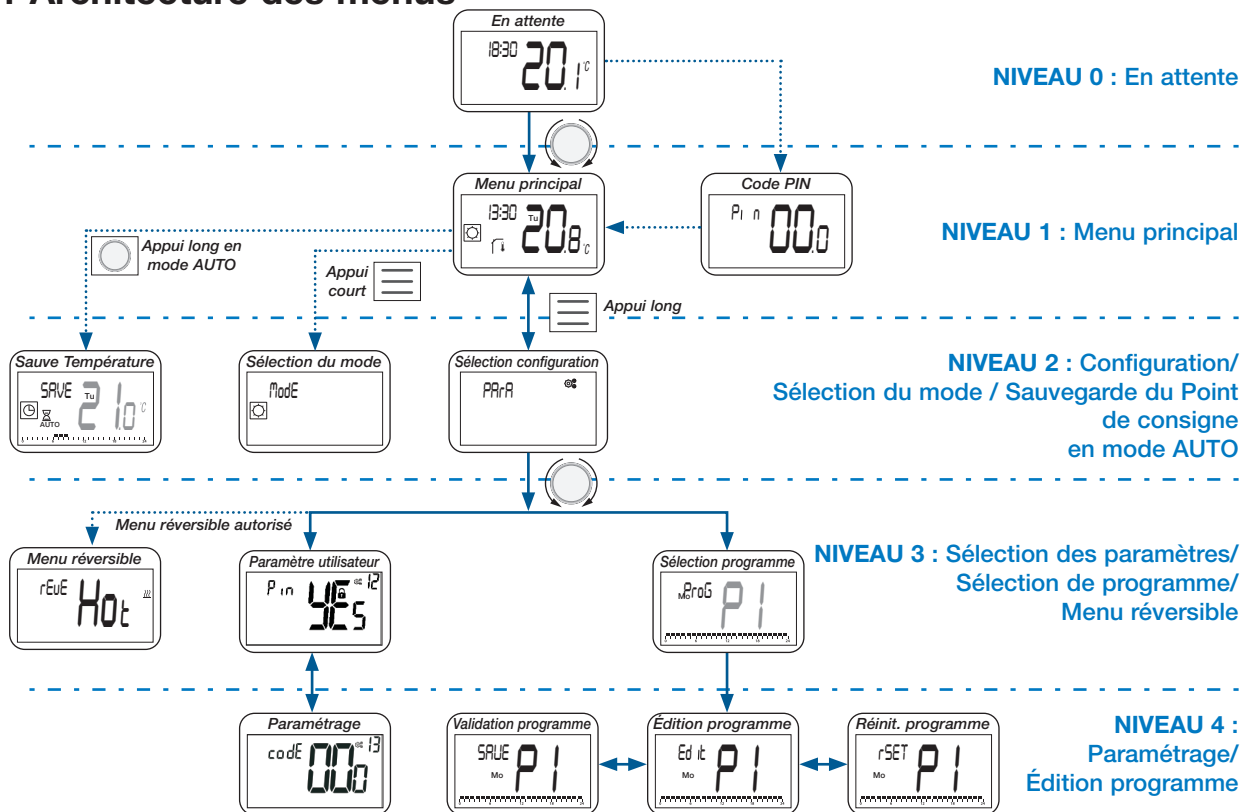 Architecture des menus
En attente
18:30 20.1°C
NIVEAU 0 : En attente
Menu principal
13:30 Tu 20.8°C
Code PIN
Pin 00.0
NIVEAU 1 : Menu principal
Appui long en
mode AUTO
Appui
court
Appui long
Sauve Température
SAVE Tu 21.0°C
AUTO
Sélection du mode
ModE
Sélection configuration
PArA
NIVEAU 2 : Configuration/
Sélection du mode / Sauvegarde du Point
de consigne
en mode AUTO
Menu réversible autorisé
Menu réversible
rEvE Hot
Paramètre utilisateur
Pin yES 12
Sélection programme
ProG P1
Mo
NIVEAU 3 : Sélection des paramètres/
Sélection de programme/
Menu réversible
Paramétrage
codE 00.0 13
Validation programme
SAVE P1
Mo
Édition programme
Edit P1
Mo
Réinit. programme
rSET P1
Mo
NIVEAU 4 :
Paramétrage/
Édition programme